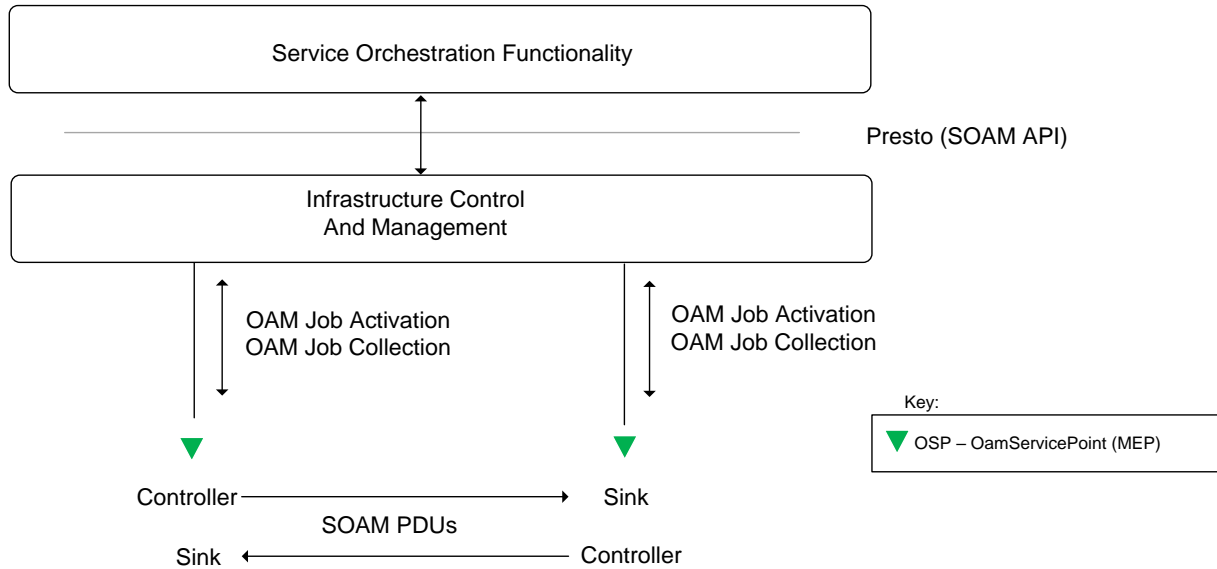 Service Orchestration Functionality
Presto (SOAM API)
Infrastructure Control
And Management
OAM Job Activation
OAM Job Collection
OAM Job Activation
OAM Job Collection
Key:
OSP – OamServicePoint (MEP)
Controller
Sink
SOAM PDUs
Sink
Controller